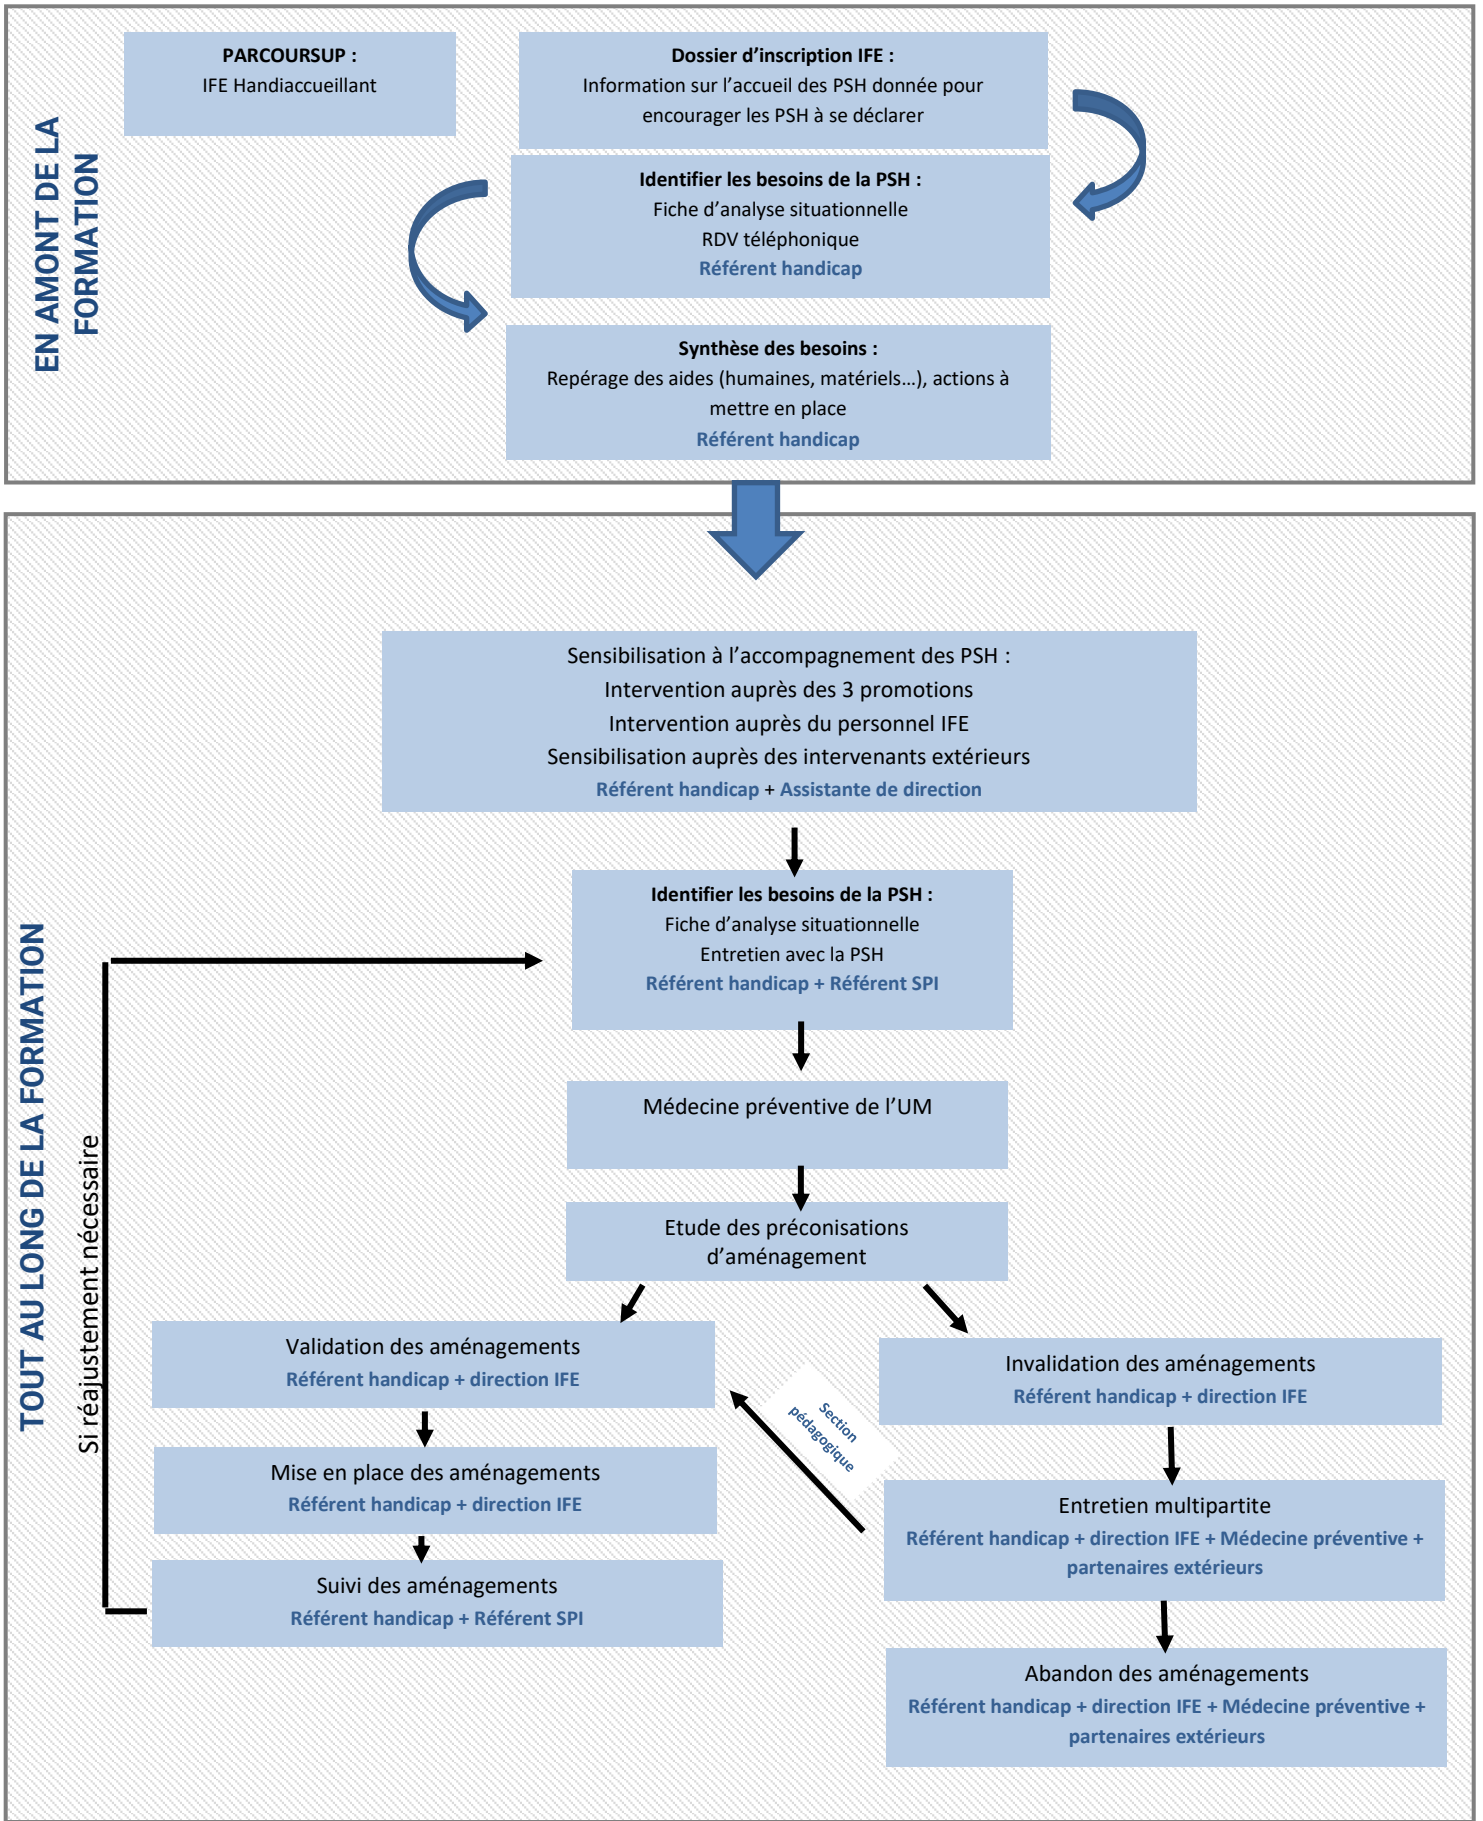 EN AMONT DE LA
FORMATION
PARCOURSUP :
IFE Handiaccueillant
Dossier d’inscription IFE :
Information sur l’accueil des PSH donnée pour
encourager les PSH à se déclarer
Identifier les besoins de la PSH :
Fiche d’analyse situationnelle
RDV téléphonique
Référent handicap
Synthèse des besoins :
Repérage des aides (humaines, matériels…), actions à
mettre en place
Référent handicap
TOUT AU LONG DE LA FORMATION
Sensibilisation à l’accompagnement des PSH :
Intervention auprès des 3 promotions
Intervention auprès du personnel IFE
Sensibilisation auprès des intervenants extérieurs
Référent handicap + Assistante de direction
Identifier les besoins de la PSH :
Fiche d’analyse situationnelle
Entretien avec la PSH
Référent handicap + Référent SPI
Si réajustement nécessaire
Médecine préventive de l’UM
Etude des préconisations
d’aménagement
Validation des aménagements
Référent handicap + direction IFE
Mise en place des aménagements
Référent handicap + direction IFE
Suivi des aménagements
Référent handicap + Référent SPI
Section
pédagogique
Invalidation des aménagements
Référent handicap + direction IFE
Entretien multipartite
Référent handicap + direction IFE + Médecine préventive +
partenaires extérieurs
Abandon des aménagements
Référent handicap + direction IFE + Médecine préventive +
partenaires extérieurs